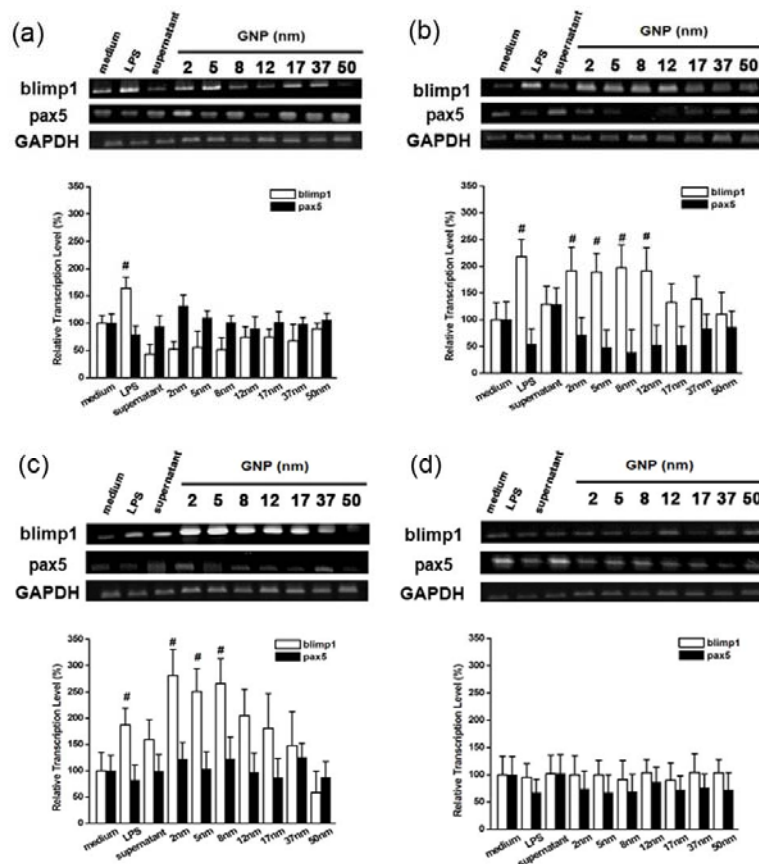 (a)
medium LPS supernatant GNP (nm)
2 5 8 12 17 37 50
blimp1
pax5
GAPDH
350
300
250
200
150
100
50
0
Relative Transcription Level (%)
blimp1
pax5
#
medium LPS supernatant 2nm 5nm 8nm 12nm 17nm 37nm 50nm
(b)
medium LPS supernatant GNP (nm)
2 5 8 12 17 37 50
blimp1
pax5
GAPDH
350
300
250
200
150
100
50
0
Relative Transcription Level (%)
blimp1
pax5
# # # # #
medium LPS supernatant 2nm 5nm 8nm 12nm 17nm 37nm 50nm
(c)
medium LPS supernatant GNP (nm)
2 5 8 12 17 37 50
blimp1
pax5
GAPDH
350
300
250
200
150
100
50
0
Relative Transcription Level (%)
blimp1
pax5
# # # #
medium LPS supernatant 2nm 5nm 8nm 12nm 17nm 37nm 50nm
(d)
medium LPS supernatant GNP (nm)
2 5 8 12 17 37 50
blimp1
pax5
GAPDH
350
300
250
200
150
100
50
0
Relative Transcription Level (%)
blimp1
pax5
medium LPS supernatant 2nm 5nm 8nm 12nm 17nm 37nm 50nm